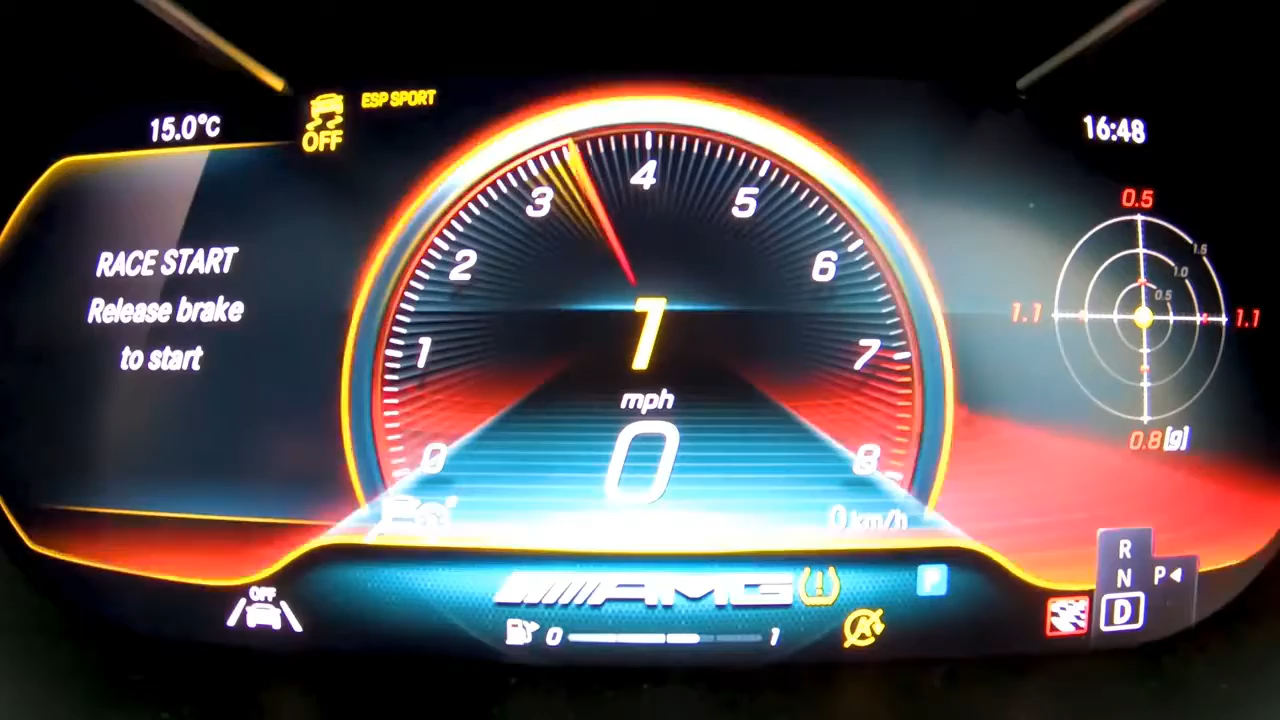 15.0°C
OFF
ESP SPORT
16:48
RACE START
Release brake
to start
0
1
2
3
4
5
6
7
8
1
mph
0
0 km/h
0.5
1.5
1.0
0.5
1.1
1.1
0.8 [g]
OFF
AMG
P
0
1
A
R
N
P
D